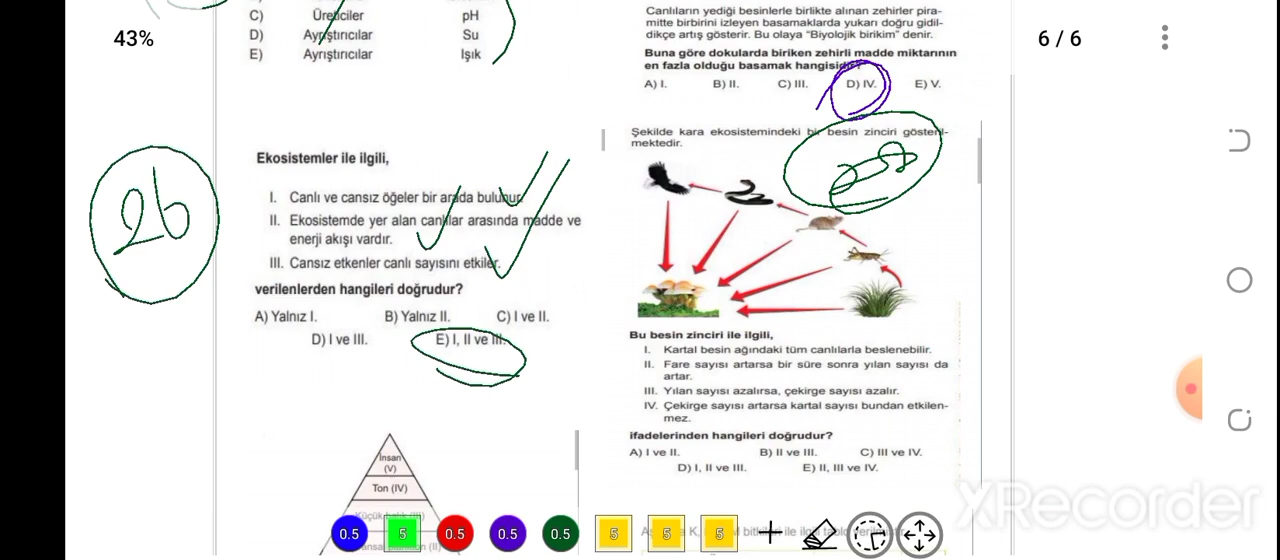 43%
6 / 6
C) Üreticiler pH
D) Ayrıştırıcılar Su
E) Ayrıştırıcılar Işık
26
Ekosistemler ile ilgili,
I. Canlı ve cansız öğeler bir arada bulunur.
II. Ekosistemde yer alan canlılar arasında madde ve
enerji akışı vardır.
III. Cansız etkenler canlı sayısını etkiler.
verilenlerden hangileri doğrudur?
A) Yalnız I. B) Yalnız II. C) I ve II.
D) I ve III. E) I, II ve III.
İnsan
(V)
Ton (IV)
Küçük balık (III)
(II)
Canlıların yediği besinlerle birlikte alınan zehirler pira-
mitte birbirini izleyen basamaklarda yukarı doğru gidil-
dikçe artış gösterir. Bu olaya "Biyolojik birikim" denir.
Buna göre dokularda biriken zehirli madde miktarının
en fazla olduğu basamak hangisidir?
A) I. B) II. C) III. D) IV. E) V.
Şekilde kara ekosistemindeki bir besin zinciri gösteril-
mektedir.
28
Bu besin zinciri ile ilgili,
I. Kartal besin ağındaki tüm canlılarla beslenebilir.
II. Fare sayısı artarsa bir süre sonra yılan sayısı da
artar.
III. Yılan sayısı azalırsa, çekirge sayısı azalır.
IV. Çekirge sayısı artarsa kartal sayısı bundan etkilen-
mez.
ifadelerinden hangileri doğrudur?
A) I ve II. B) II ve III. C) III ve IV.
D) I, II ve III. E) II, III ve IV.
XRecorder
0.5 5 0.5 0.5 0.5 5 5 5
bitkileri ile ilgili